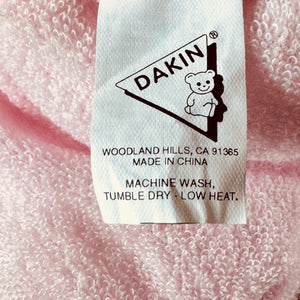 DAKIN®
WOODLAND HILLS, CA 91365
MADE IN CHINA
MACHINE WASH,
TUMBLE DRY - LOW HEAT.